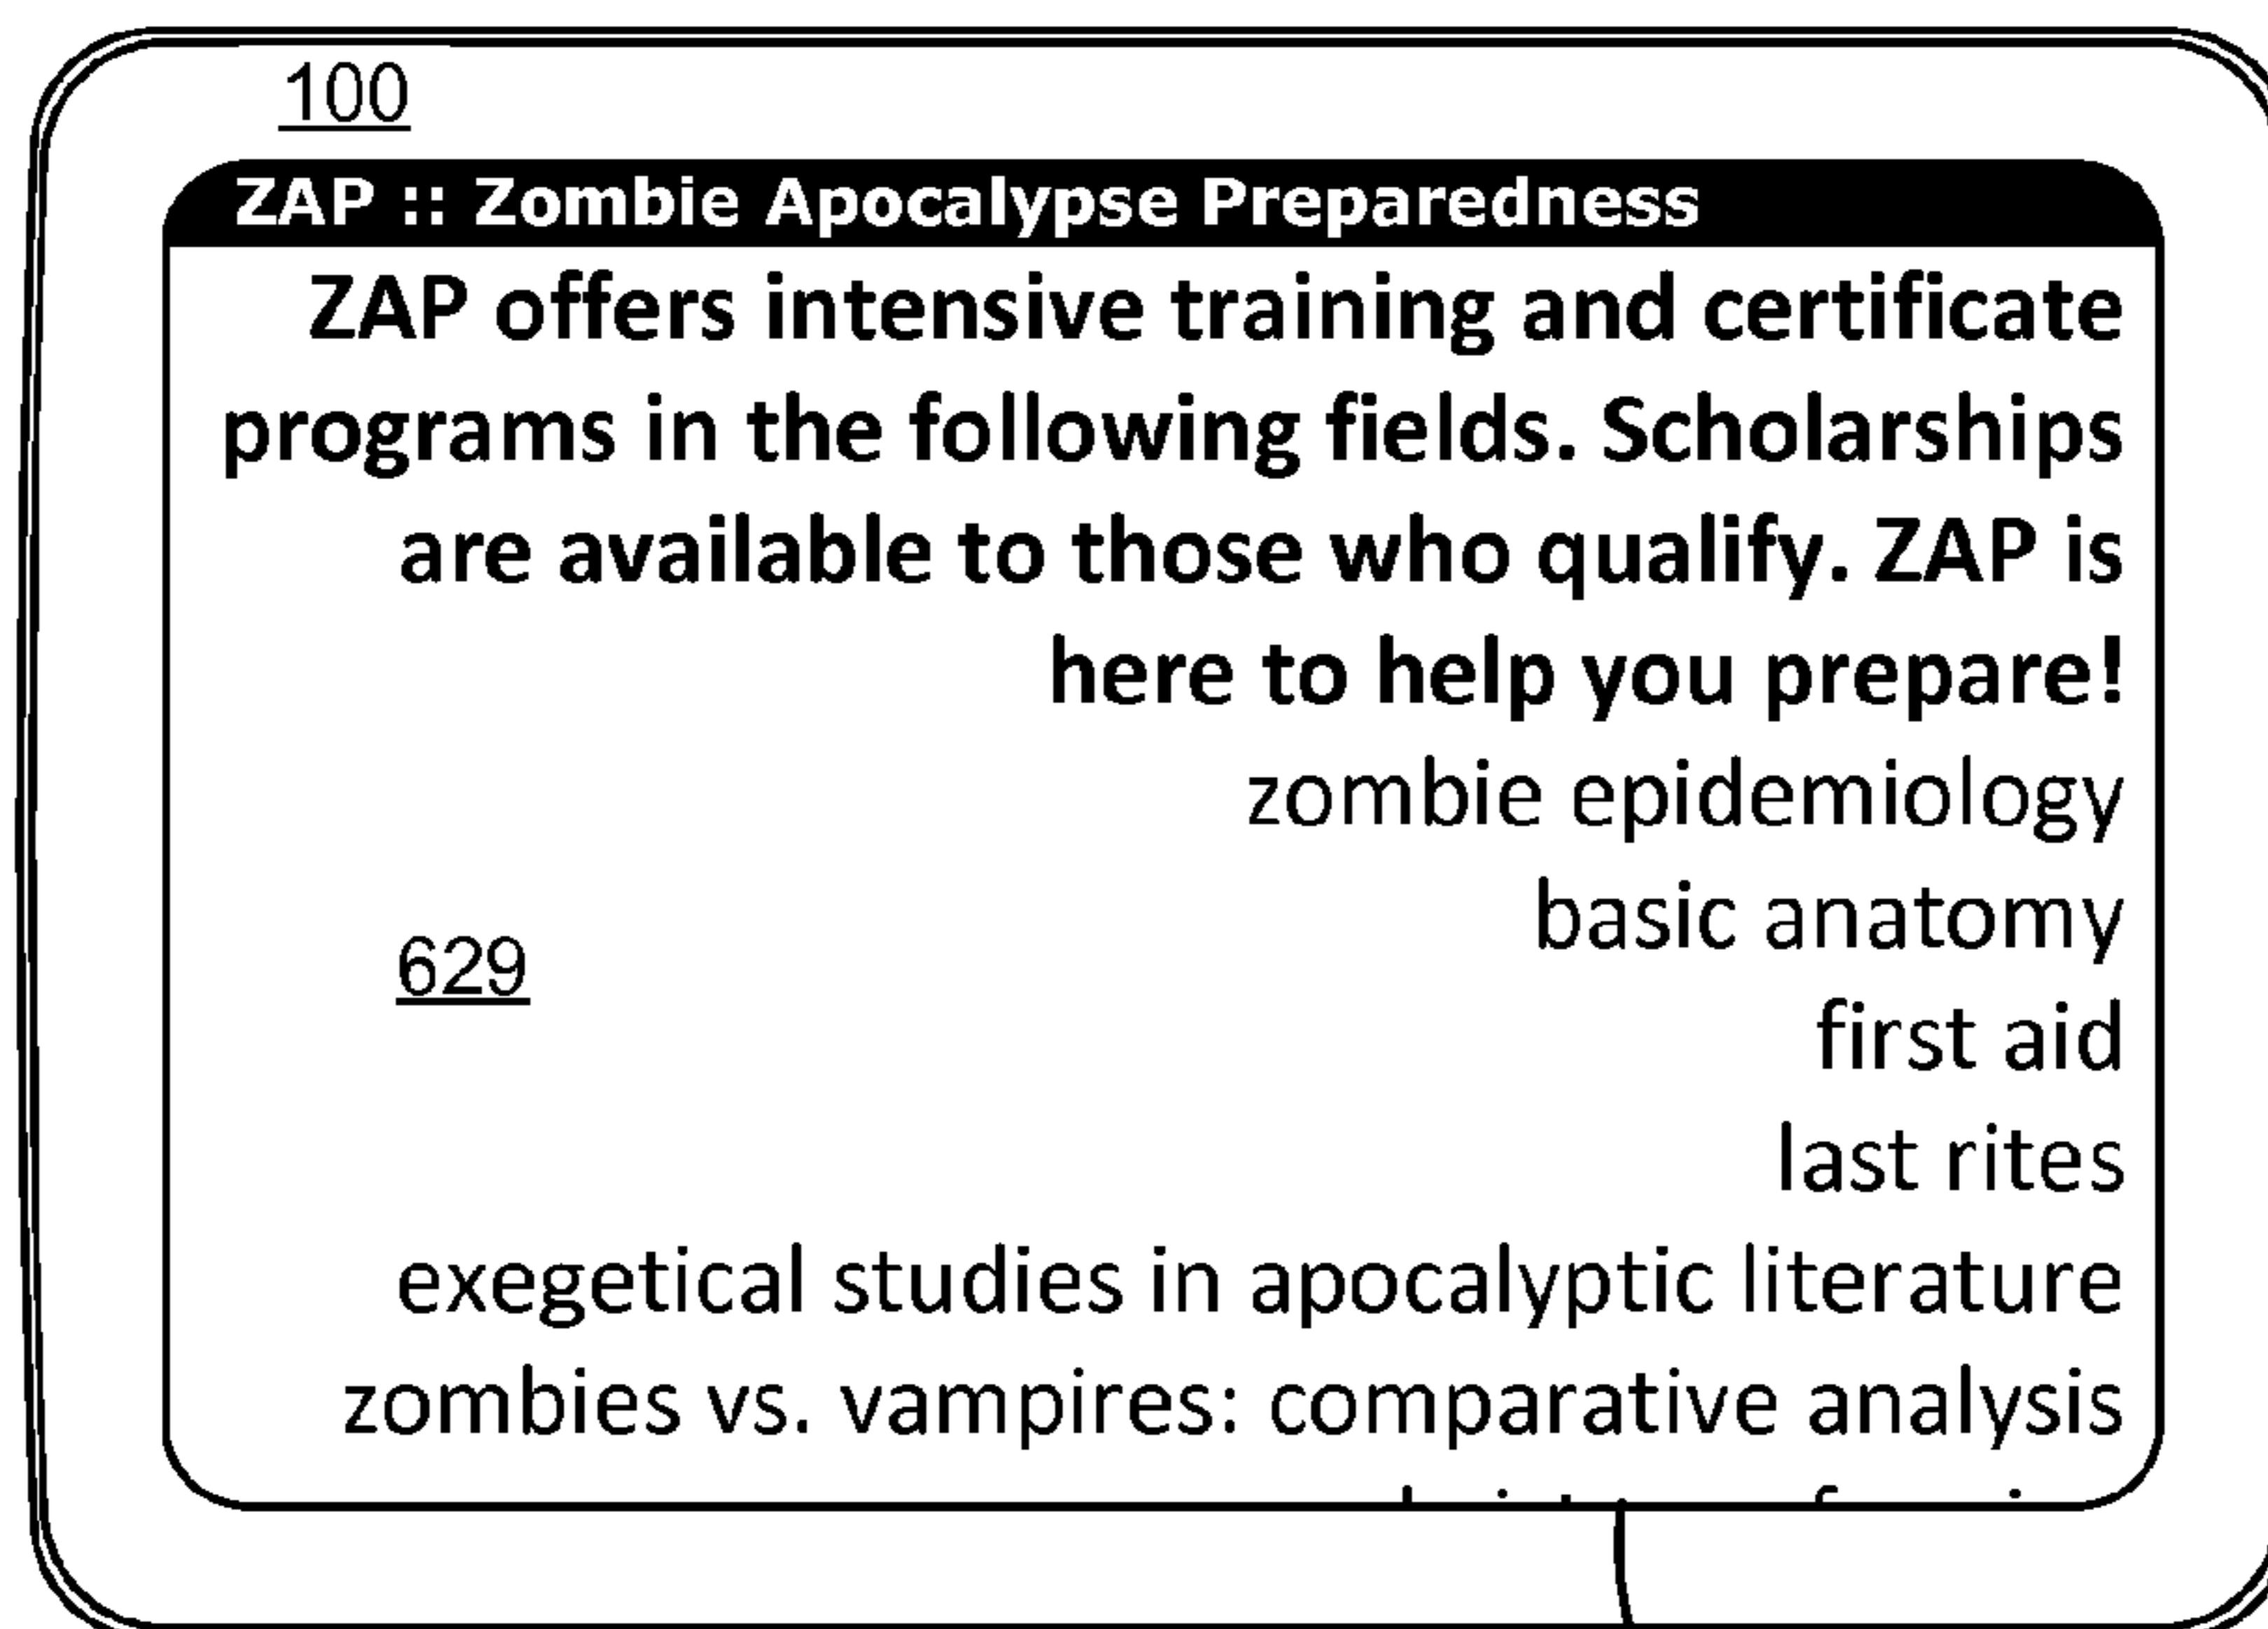 100
ZAP :: Zombie Apocalypse Preparedness
ZAP offers intensive training and certificate
programs in the following fields. Scholarships
are available to those who qualify. ZAP is
here to help you prepare!
zombie epidemiology
basic anatomy
629
first aid
last rites
exegetical studies in apocalyptic literature
zombies vs. vampires: comparative analysis